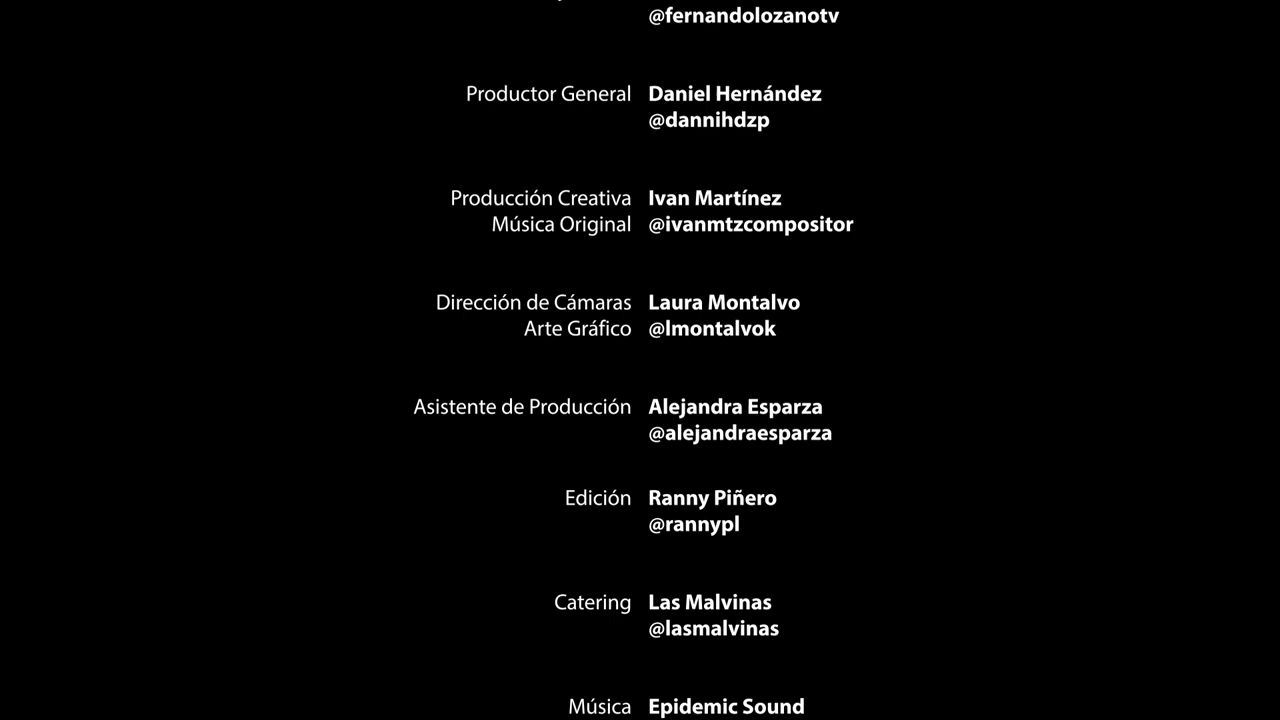 @fernandolozanotv
Productor General Daniel Hernández
@dannihdzp
Producción Creativa Ivan Martínez
Música Original @ivanmtzcompositor
Dirección de Cámaras Laura Montalvo
Arte Gráfico @lmontalvok
Asistente de Producción Alejandra Esparza
@alejandraesparza
Edición Ranny Piñero
@rannypl
Catering Las Malvinas
@lasmalvinas
Música Epidemic Sound